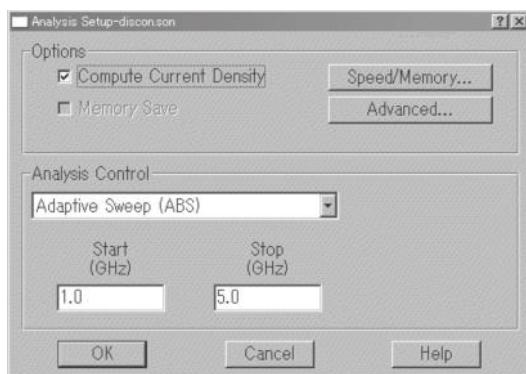 Analysis Setup-discon.son
Options
Compute Current Density
Speed/Memory...
Memory Save
Advanced...
Analysis Control
Adaptive Sweep (ABS)
Start
(GHz)
Stop
(GHz)
1.0
5.0
OK
Cancel
Help